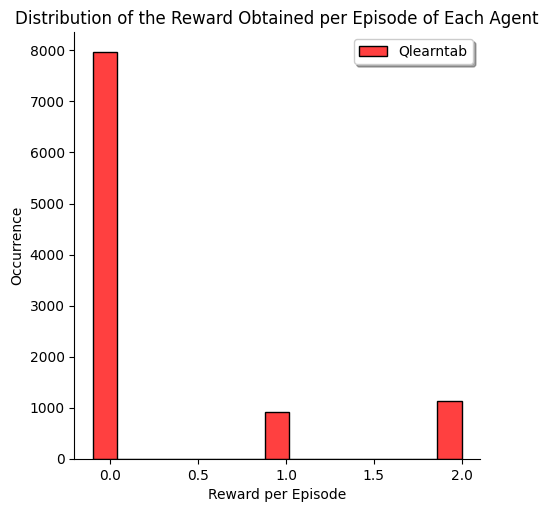 Distribution of the Reward Obtained per Episode of Each Agent
Qlearntab
8000
7000
6000
5000
4000
3000
2000
1000
0
Occurrence
0.0 0.5 1.0 1.5 2.0
Reward per Episode